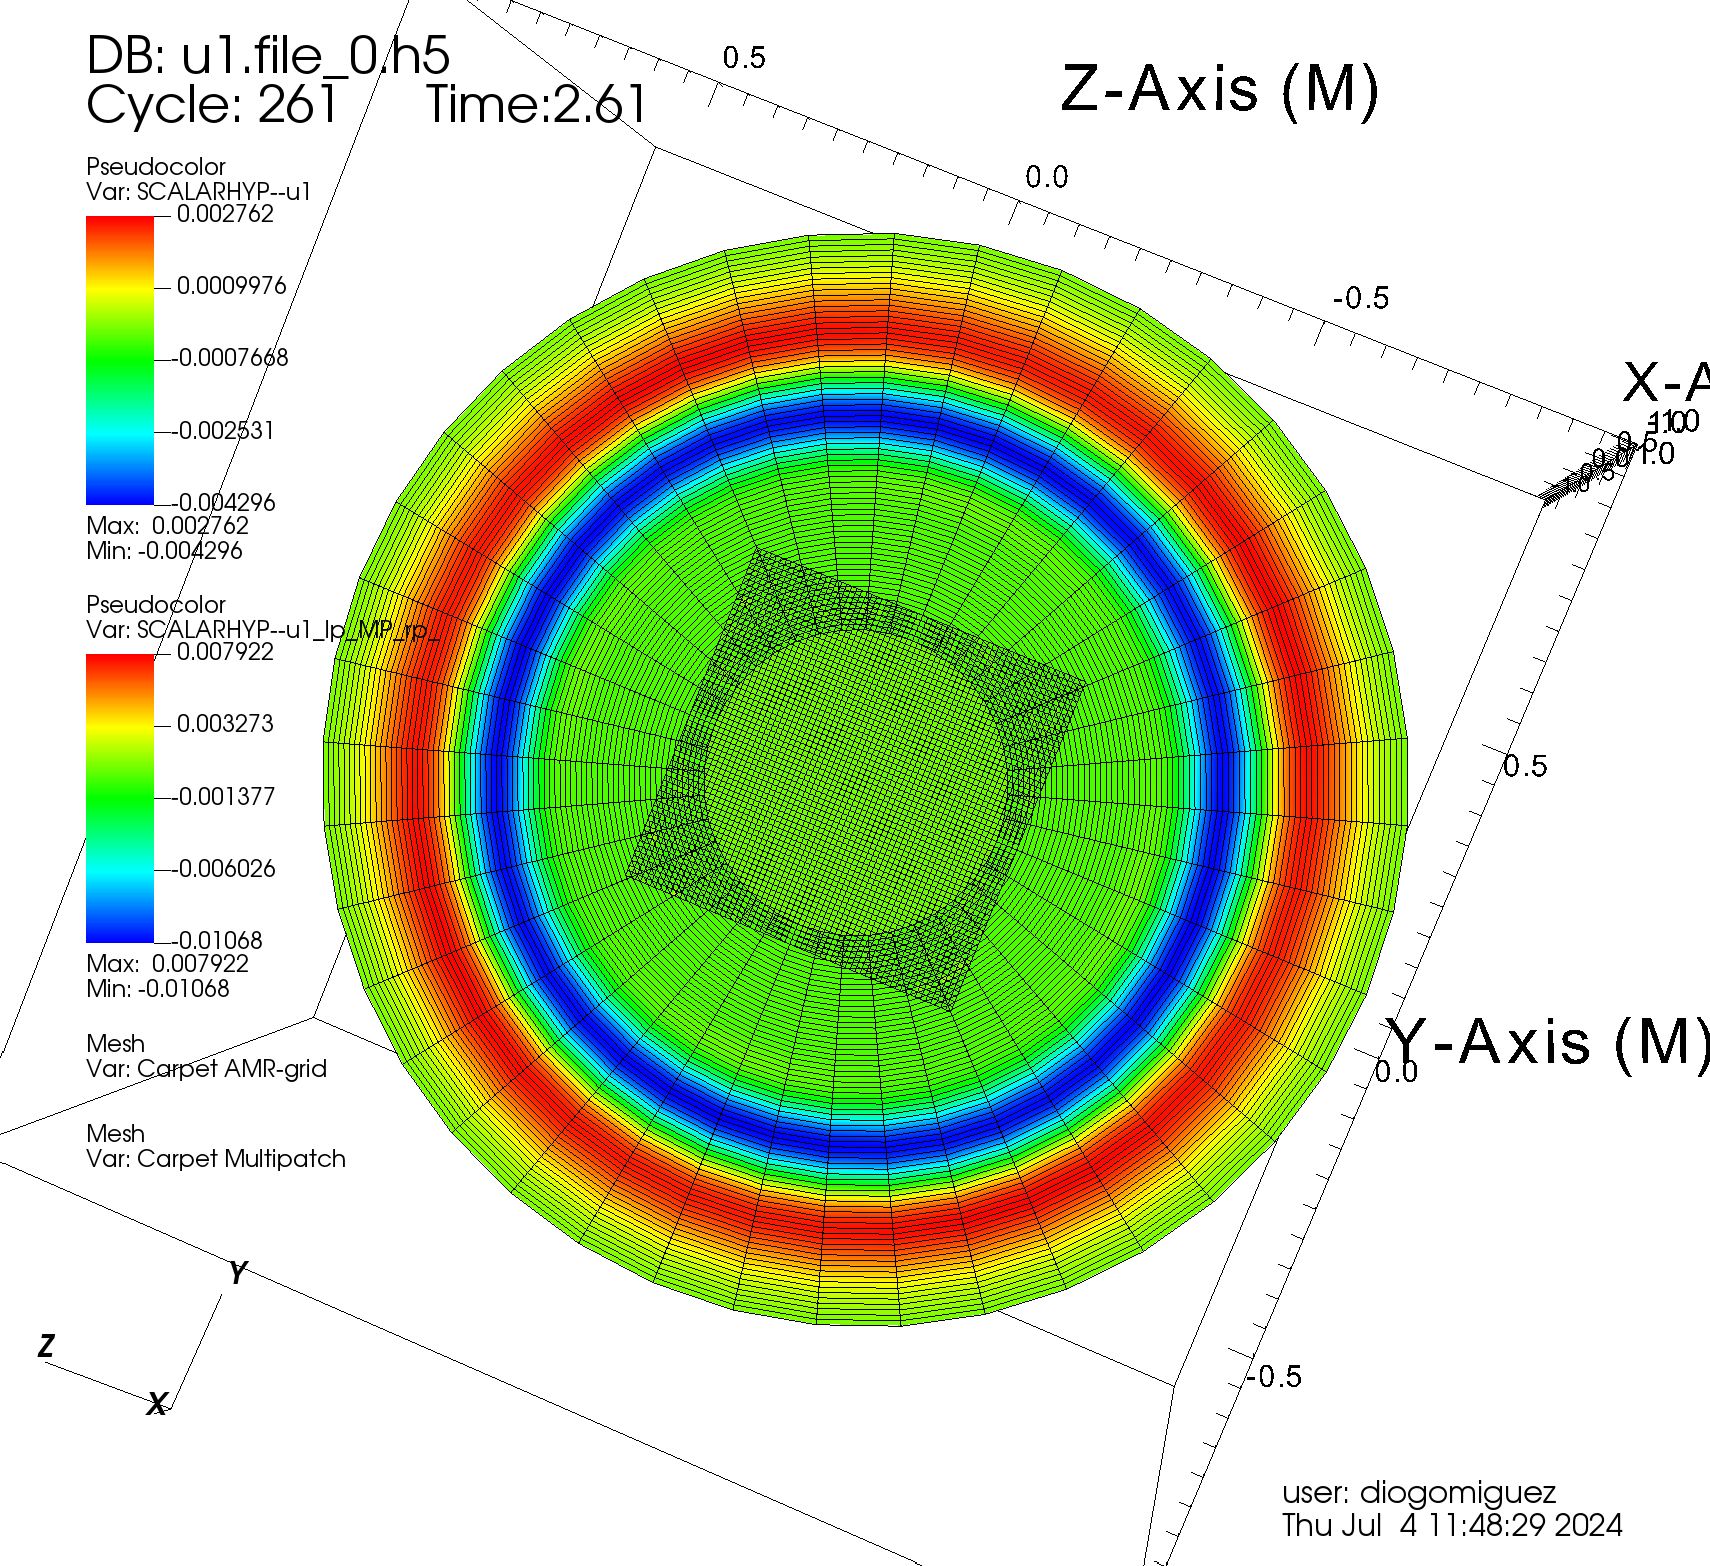 DB: u1.file_0.h5
Cycle: 261 Time:2.61
Pseudocolor
Var: SCALARHYP--u1
0.002762
0.0009976
-0.0007668
-0.002531
-0.004296
Max: 0.002762
Min: -0.004296
Pseudocolor
Var: SCALARHYP--u1_lp_MP_rp_
0.007922
0.003273
-0.001377
-0.006026
-0.01068
Max: 0.007922
Min: -0.01068
Mesh
Var: Carpet AMR-grid
Mesh
Var: Carpet Multipatch
0.5
Z-Axis (M)
0.0
-0.5
X-A
0.5
Y-Axis (M)
0.0
-0.5
Y
Z
X
user: diogomiguez
Thu Jul 4 11:48:29 2024